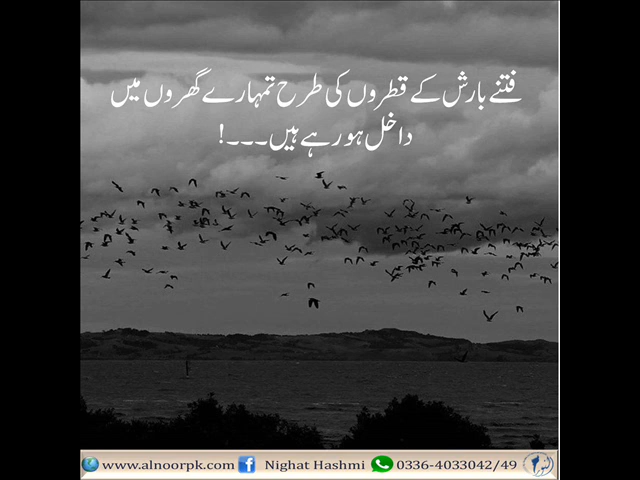 فتنے بارش کے قطروں کی طرح تمہارے گھروں میں
داخل ہو رہے ہیں۔۔۔!
www.alnoorpk.com Nighat Hashmi 0336-4033042/49